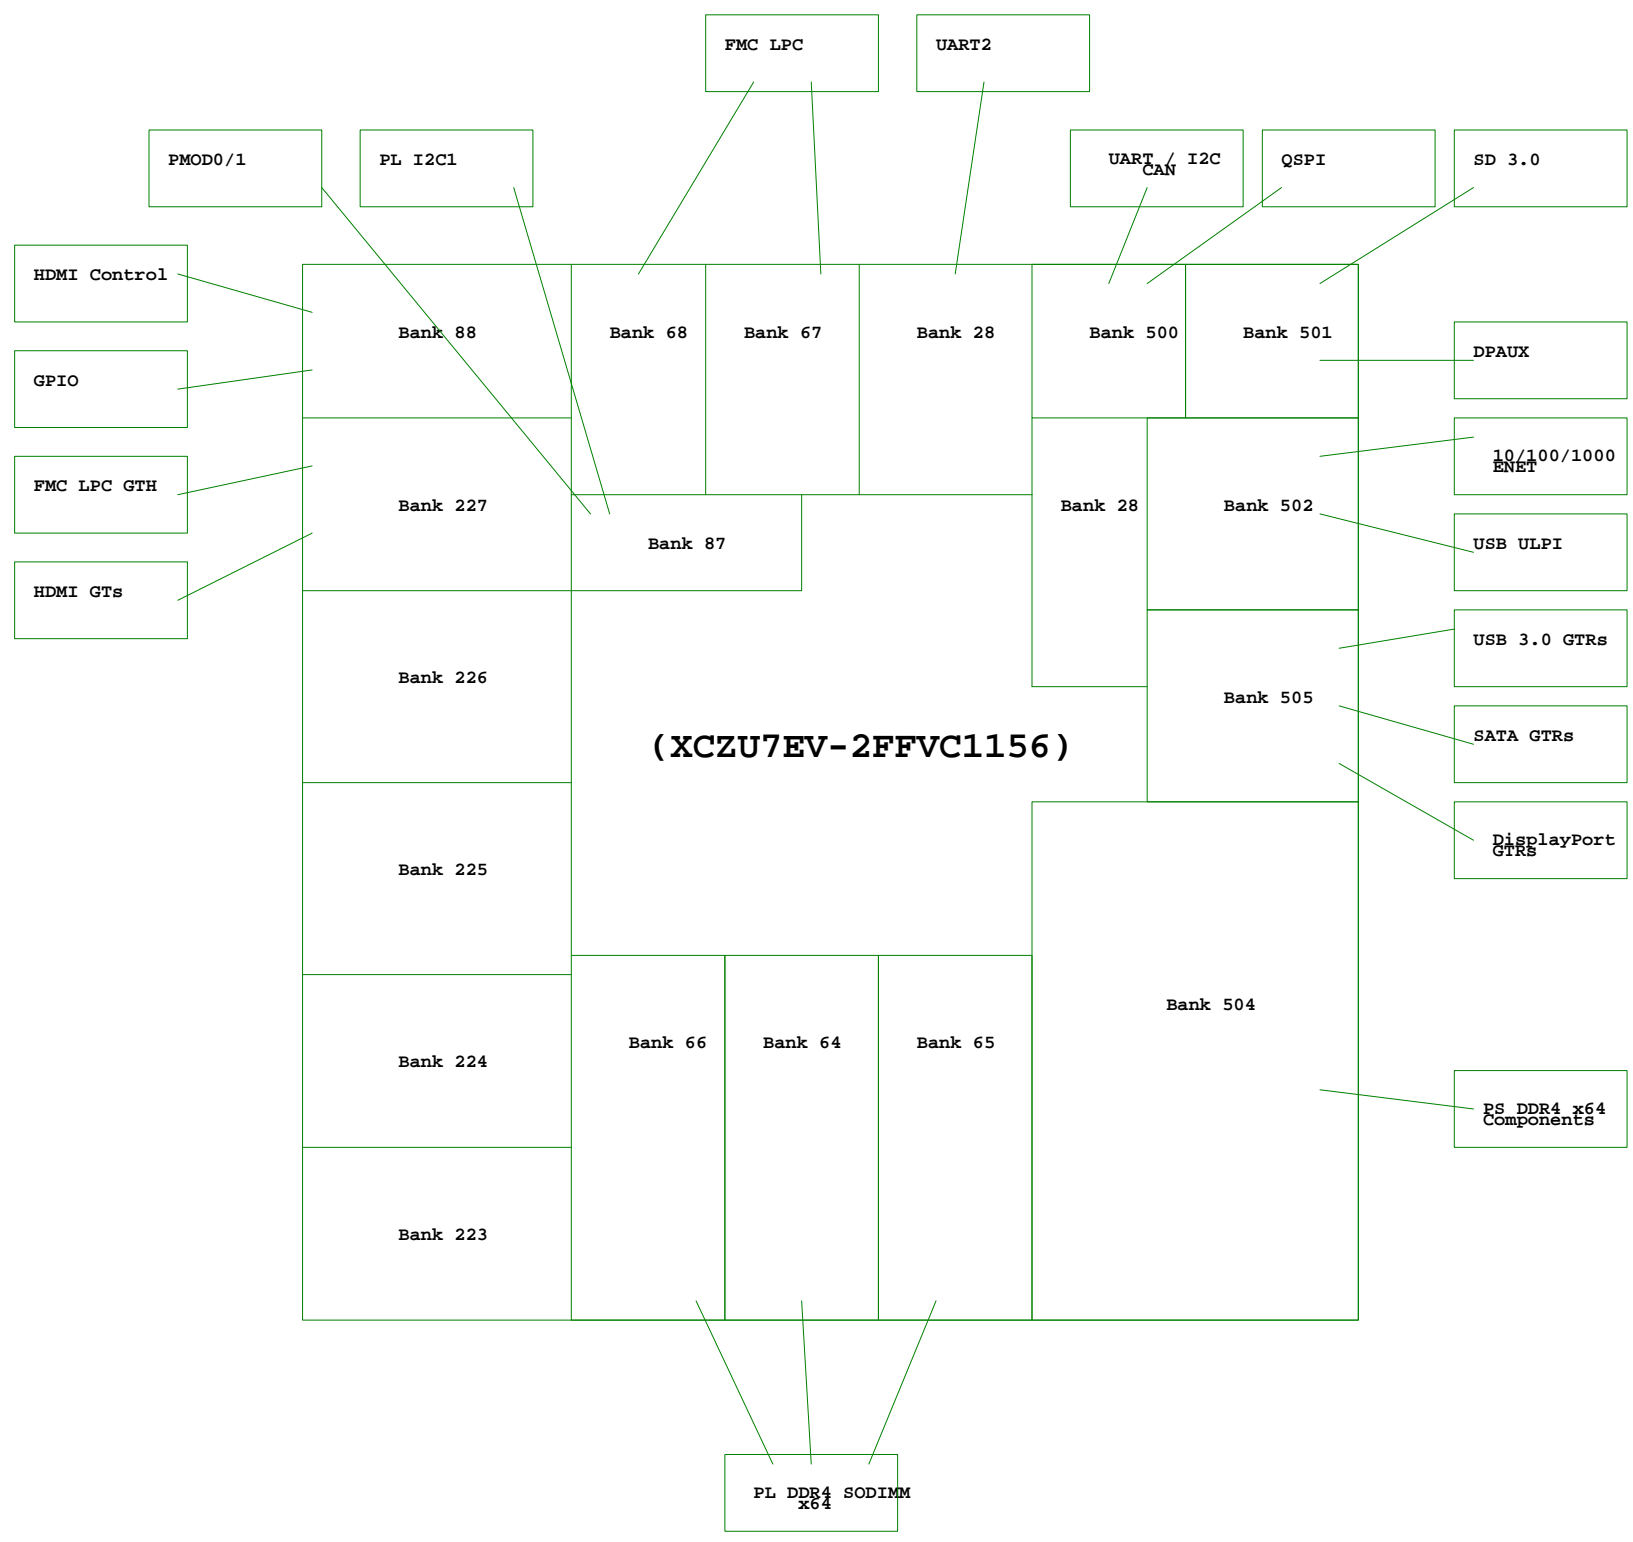 FMC LPC
UART2
PMOD0/1
PL I2C1
UART / I2C
CAN
QSPI
SD 3.0
HDMI Control
Bank 88
Bank 68
Bank 67
Bank 28
Bank 500
Bank 501
DPAUX
GPIO
10/100/1000
ENET
FMC LPC GTH
Bank 227
Bank 28
Bank 502
Bank 87
USB ULPI
HDMI GTs
USB 3.0 GTRs
Bank 226
Bank 505
SATA GTRs
(XCZU7EV-2FFVC1156)
DisplayPort
GTRs
Bank 225
Bank 504
Bank 66
Bank 64
Bank 65
Bank 224
PS DDR4 x64
Components
Bank 223
PL DDR4 SODIMM
x64